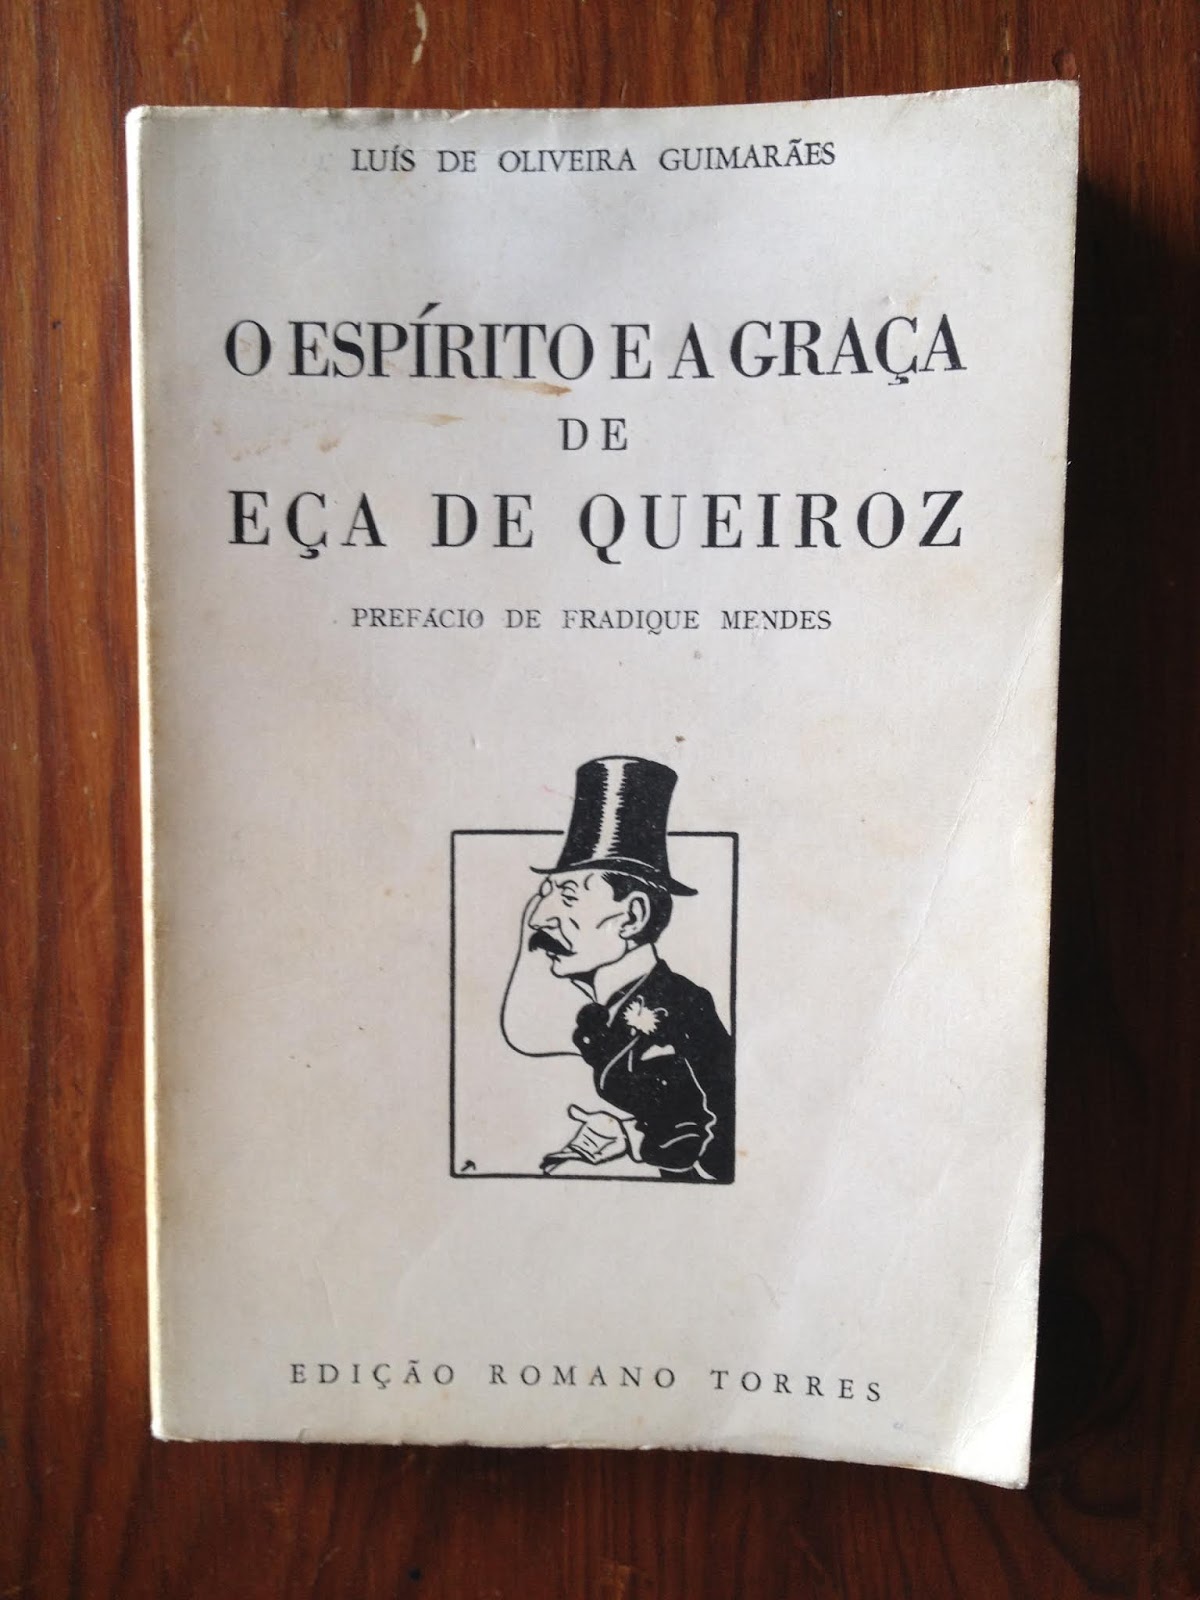 LUÍS DE OLIVEIRA GUIMARÃES
O ESPÍRITO E A GRAÇA
DE
EÇA DE QUEIROZ
PREFÁCIO DE FRADIQUE MENDES
EDIÇÃO ROMANO TORRES